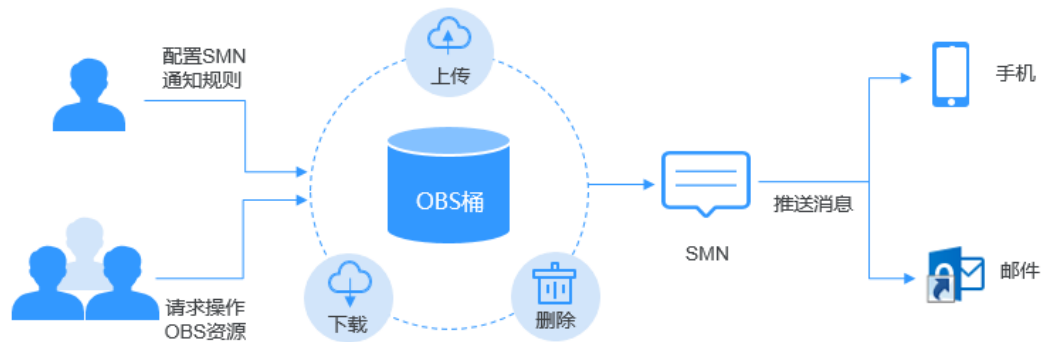 配置SMN
通知规则
上传
手机
OBS桶
推送消息
SMN
请求操作
OBS资源
下载
删除
邮件